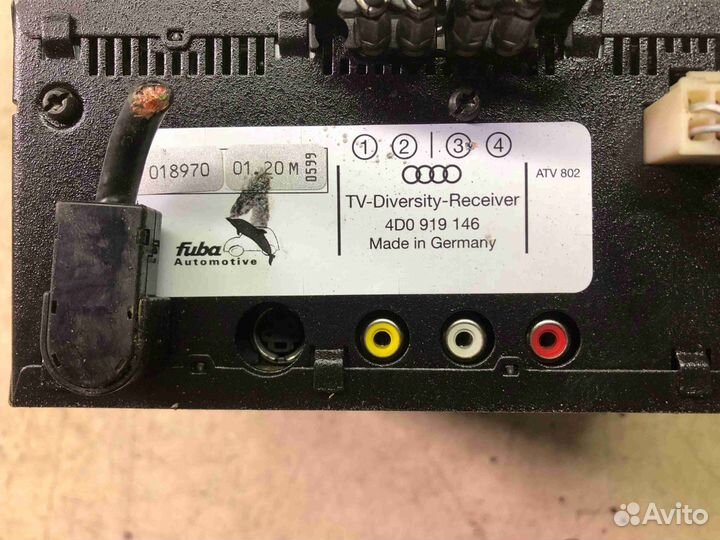 ① ② | ③ ④
018970 01.20 M 0599
ATV 802
TV-Diversity-Receiver
4D0 919 146
Made in Germany
fuba
Automotive
Avito